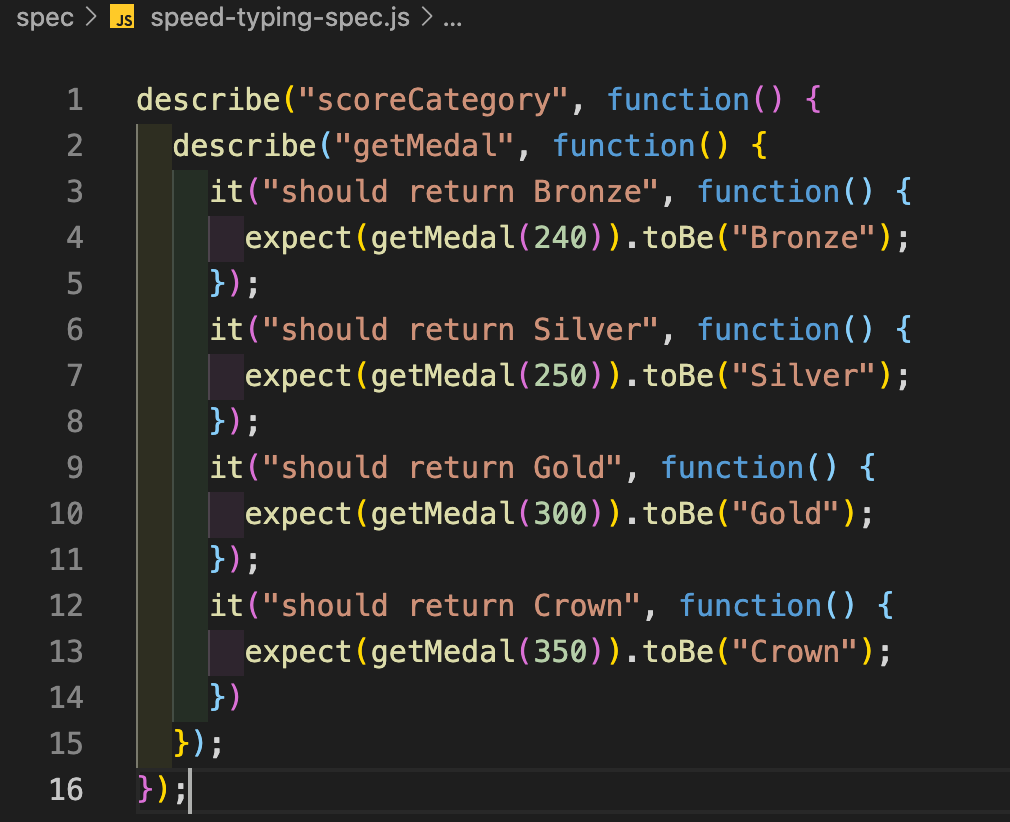 spec > JS speed-typing-spec.js > ...
1 describe("scoreCategory", function() {
2   describe("getMedal", function() {
3     it("should return Bronze", function() {
4       expect(getMedal(240)).toBe("Bronze");
5     });
6     it("should return Silver", function() {
7       expect(getMedal(250)).toBe("Silver");
8     });
9     it("should return Gold", function() {
10       expect(getMedal(300)).toBe("Gold");
11     });
12     it("should return Crown", function() {
13       expect(getMedal(350)).toBe("Crown");
14     })
15   });
16 });